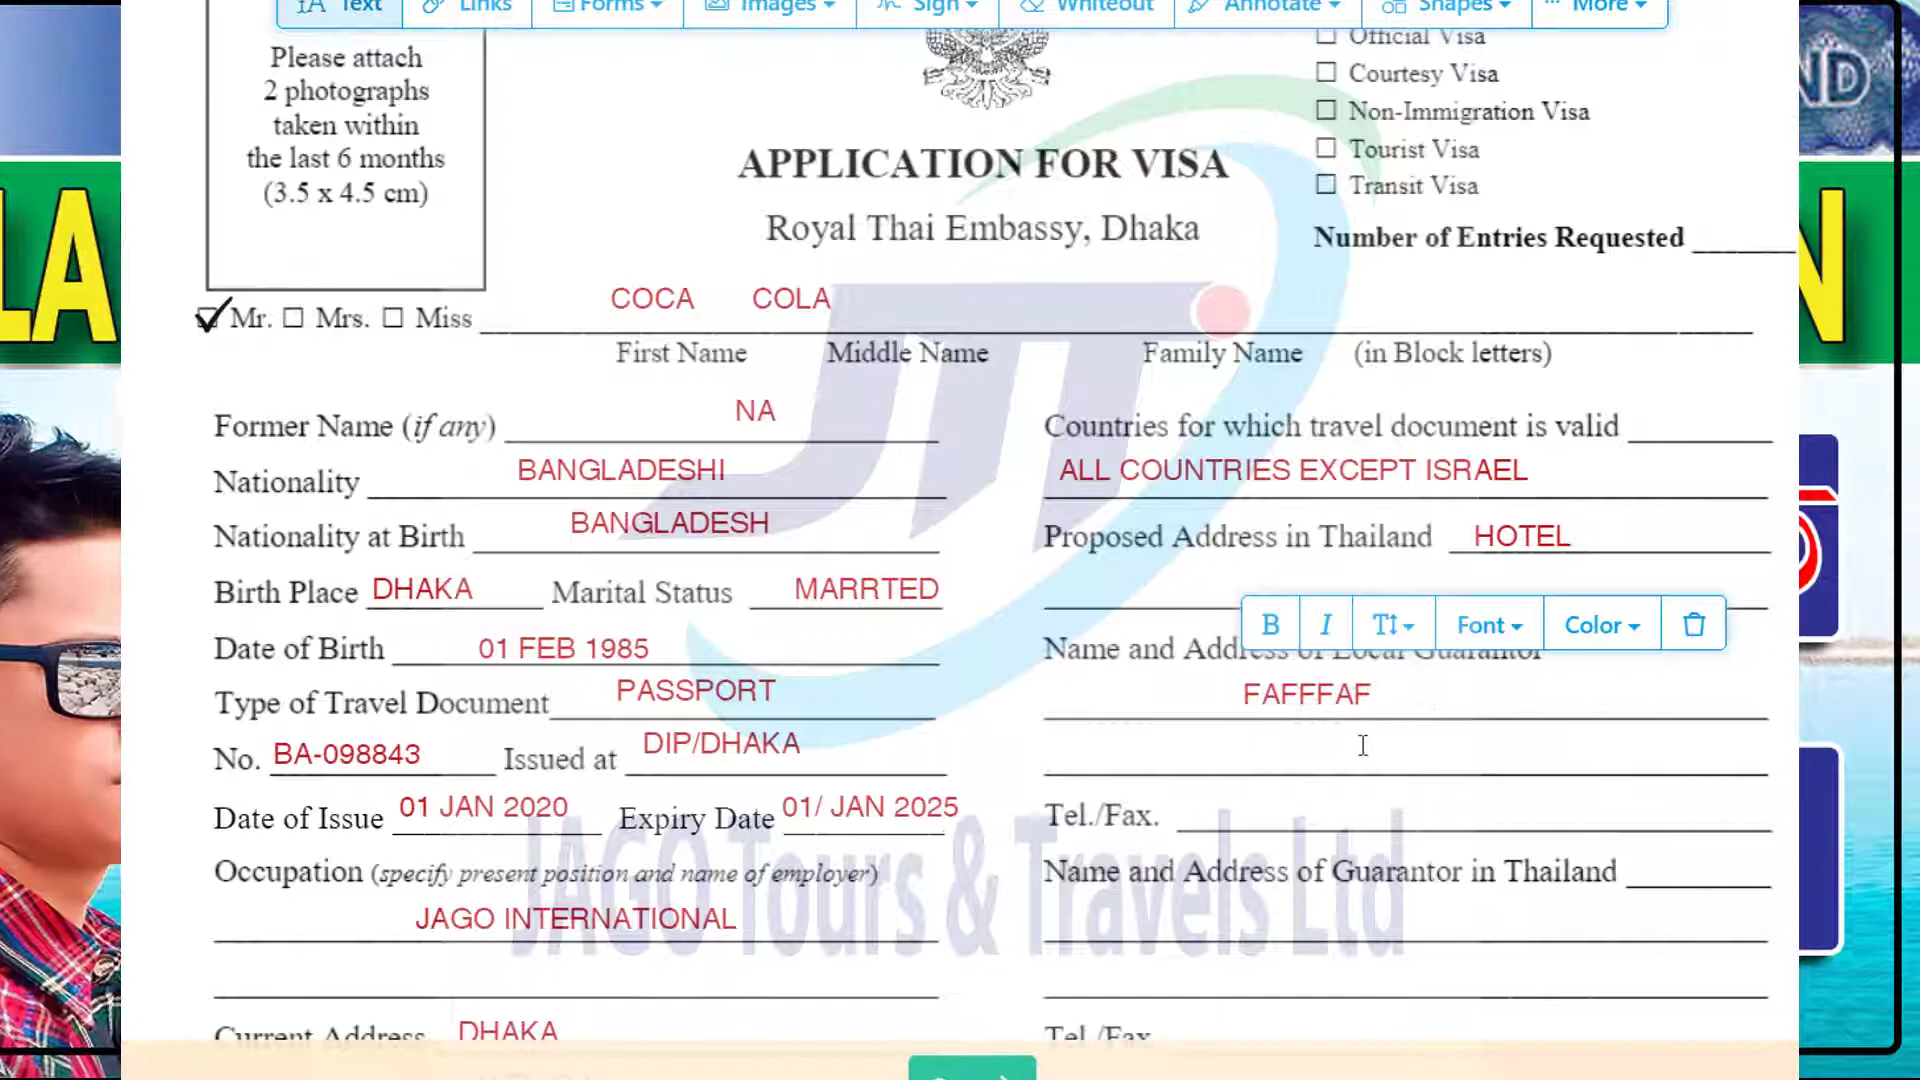 Text Links Forms Images Sign Whiteout Annotate Shapes More
Please attach
2 photographs
taken within
the last 6 months
(3.5 x 4.5 cm)
Official Visa
Courtesy Visa
Non-Immigration Visa
Tourist Visa
Transit Visa
APPLICATION FOR VISA
Royal Thai Embassy, Dhaka
Number of Entries Requested
COCA COLA
Mr. Mrs. Miss
First Name Middle Name Family Name (in Block letters)
Former Name (if any) NA
Countries for which travel document is valid
Nationality BANGLADESHI
ALL COUNTRIES EXCEPT ISRAEL
Nationality at Birth BANGLADESH
Proposed Address in Thailand HOTEL
Birth Place DHAKA Marital Status MARRTED
B I Font Color
Date of Birth 01 FEB 1985
Name and Address of Local Guarantor
Type of Travel Document PASSPORT
FAFFFAF
No. BA-098843 Issued at DIP/DHAKA
Date of Issue 01 JAN 2020 Expiry Date 01/ JAN 2025
Tel./Fax.
Occupation (specify present position and name of employer)
Name and Address of Guarantor in Thailand
JAGO INTERNATIONAL
JAGO Tours & Travels Ltd
Current Address DHAKA
Tel./Fax.
LA
N
ND
JTT